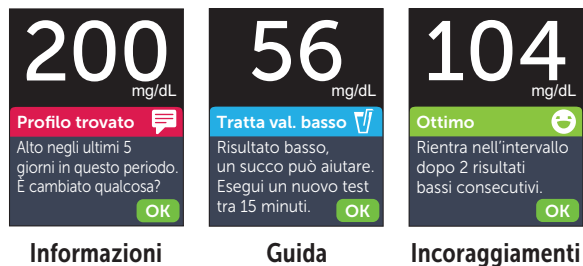 200
mg/dL
Profilo trovato
Alto negli ultimi 5
giorni in questo periodo.
È cambiato qualcosa?
OK
Informazioni
56
mg/dL
Tratta val. basso
Risultato basso,
un succo può aiutare.
Esegui un nuovo test
tra 15 minuti.
OK
Guida
104
mg/dL
Ottimo
Rientra nell'intervallo
dopo 2 risultati
bassi consecutivi.
OK
Incoraggiamenti